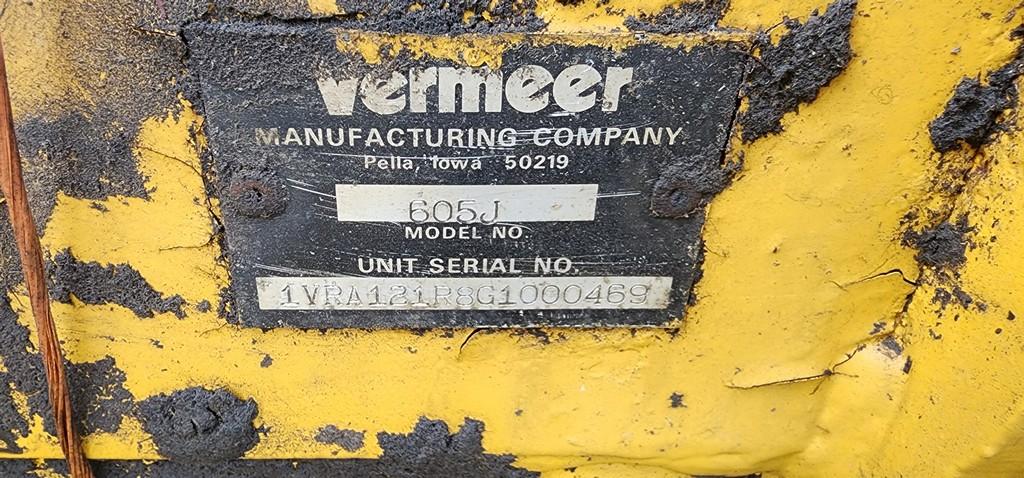 vermeer
MANUFACTURING COMPANY
Pella, Iowa 50219
605J
MODEL NO.
UNIT SERIAL NO.
1VRA121R8G1000469